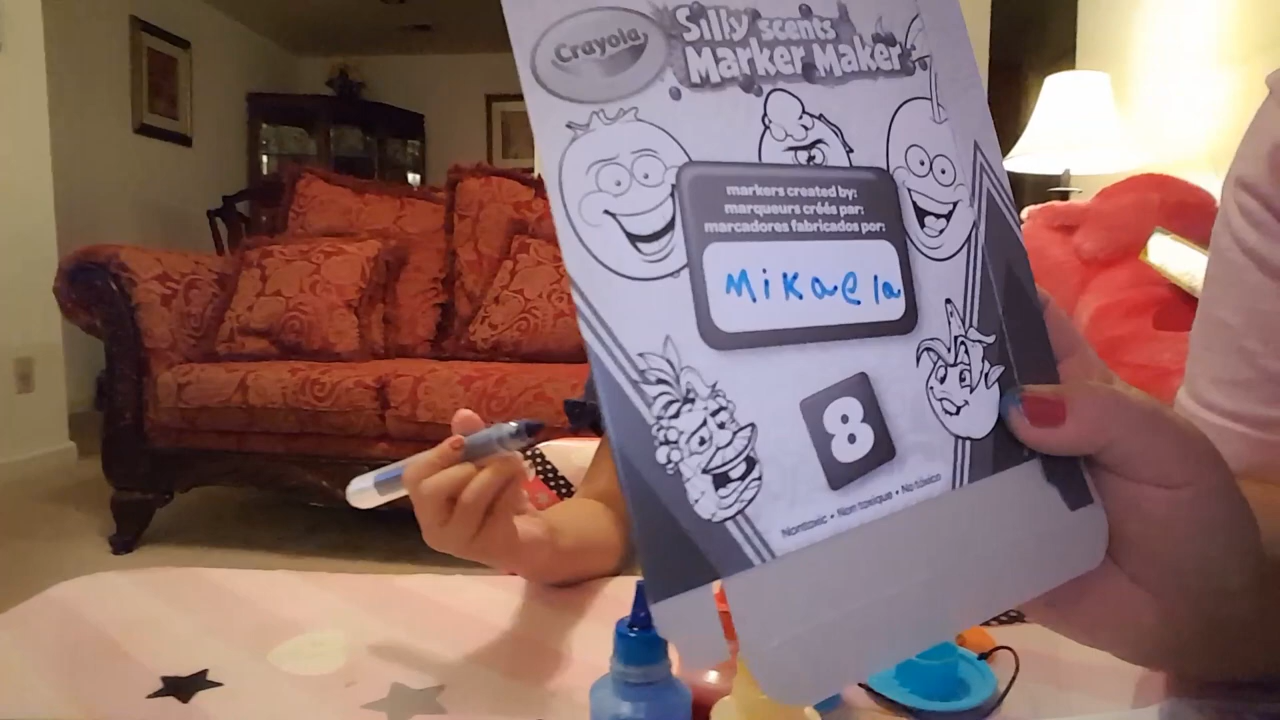 Crayola
Silly scents
Marker Maker
markers created by:
marqueurs créés par:
marcadores fabricados por:
Mikaela
8
Nontoxic • Non toxique • No tóxico